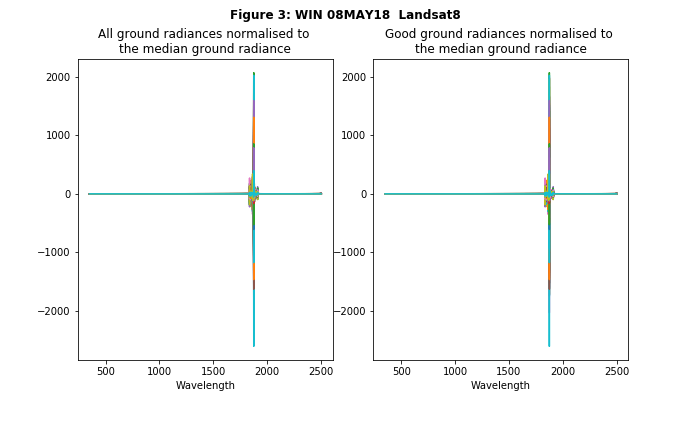 Figure 3: WIN 08MAY18  Landsat8
All ground radiances normalised to
the median ground radiance
2000
1000
0
−1000
−2000
500
1000
1500
2000
2500
Wavelength
Good ground radiances normalised to
the median ground radiance
2000
1000
0
−1000
−2000
500
1000
1500
2000
2500
Wavelength